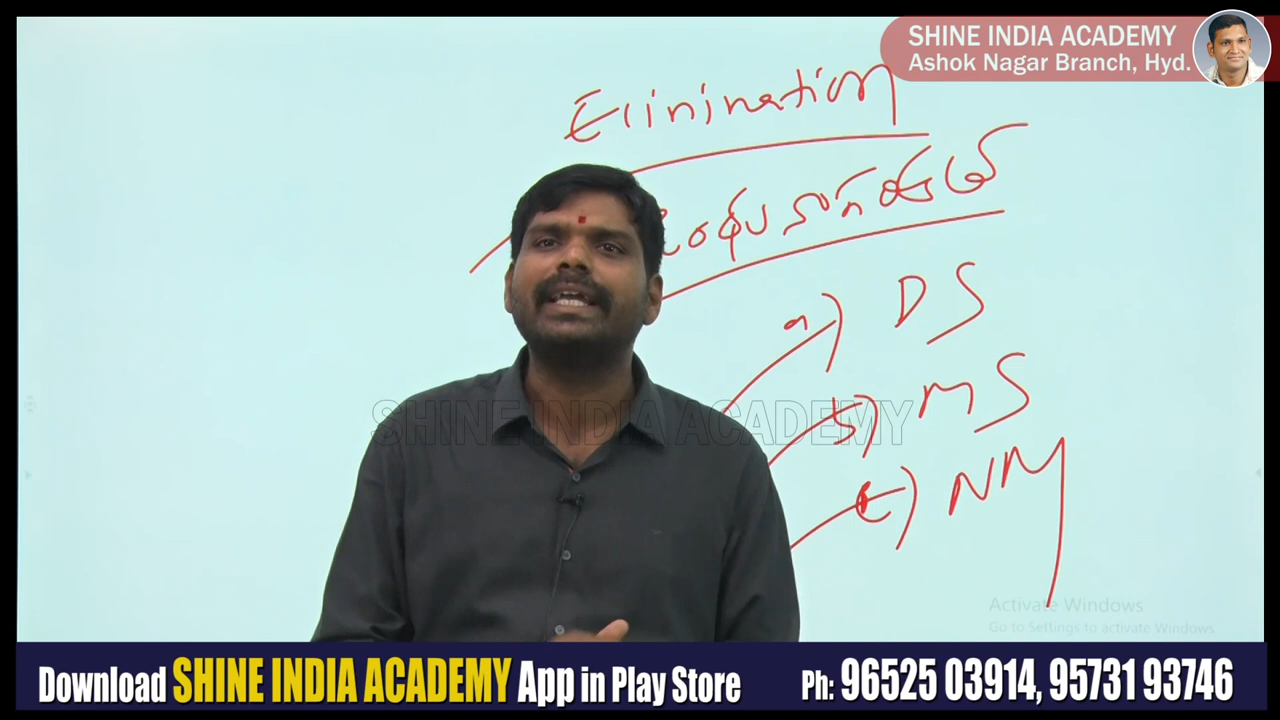 SHINE INDIA ACADEMY
Ashok Nagar Branch, Hyd.
Elinination
a) DS
b) MS
c) NM
SHINE INDIA ACADEMY
Activate Windows
Go to Settings to activate Windows.
Download SHINE INDIA ACADEMY App in Play Store Ph: 96525 03914, 95731 93746